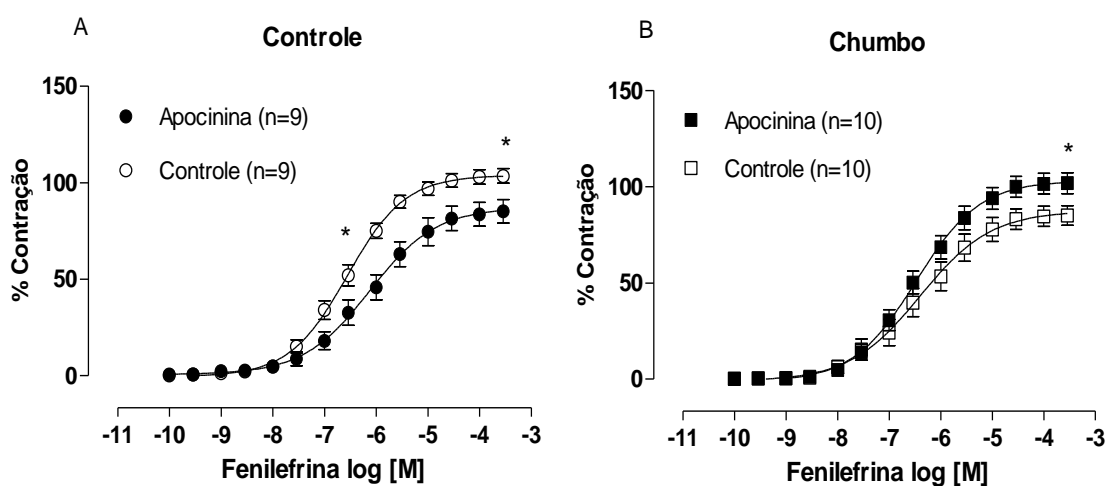 A
Controle
150
100
50
0
% Contração
Apocinina (n=9)
Controle (n=9)
*
*
-11 -10 -9 -8 -7 -6 -5 -4 -3
Fenilefrina log [M]
B
Chumbo
150
100
50
0
% Contração
Apocinina (n=10)
Controle (n=10)
*
-11 -10 -9 -8 -7 -6 -5 -4 -3
Fenilefrina log [M]